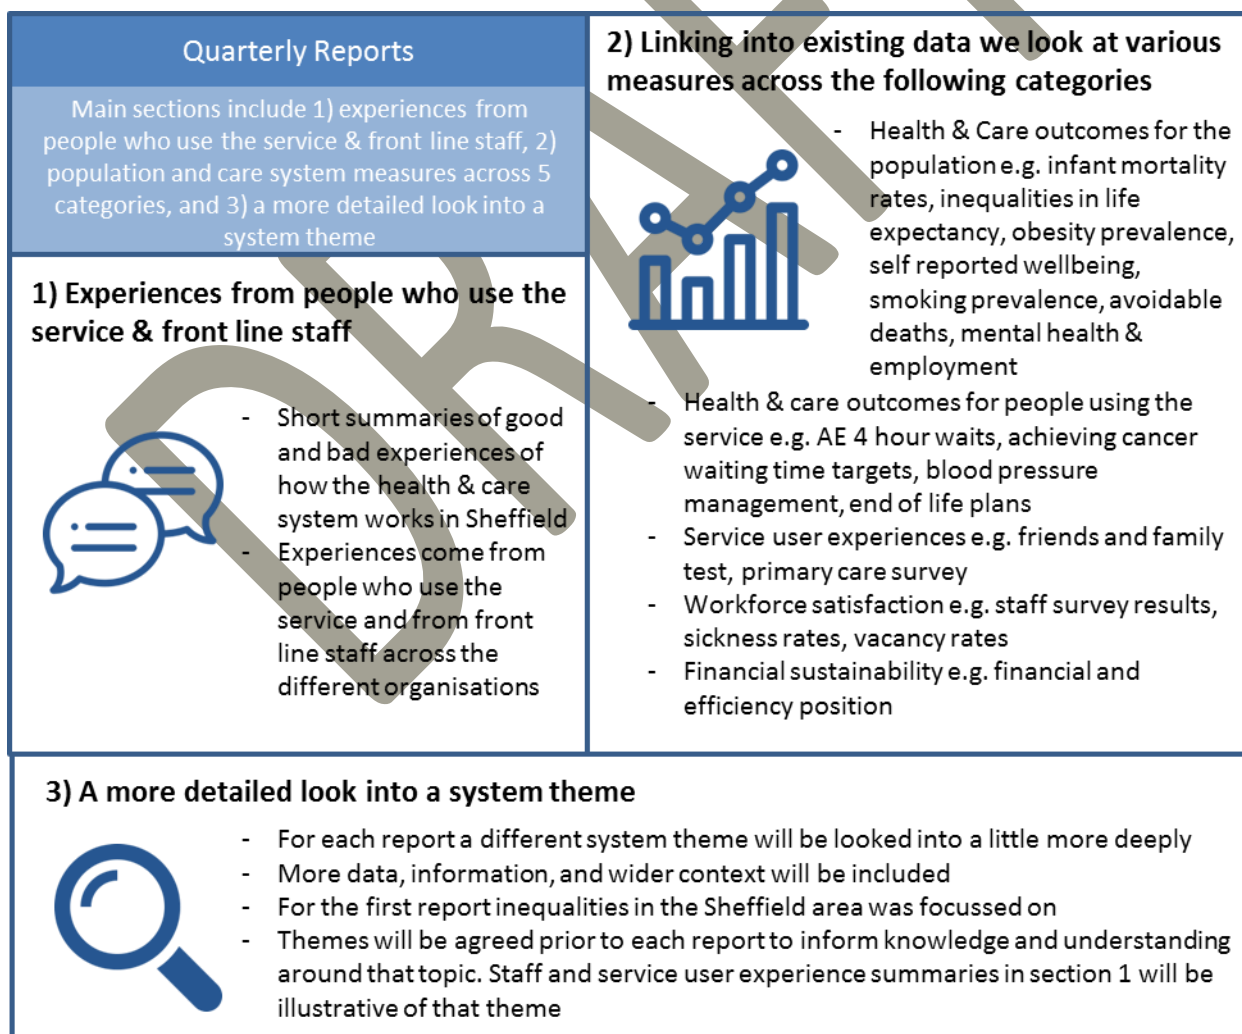 Quarterly Reports
Main sections include 1) experiences from
people who use the service & front line staff, 2)
population and care system measures across 5
categories, and 3) a more detailed look into a
system theme
1) Experiences from people who use the
service & front line staff
- Short summaries of good
and bad experiences of
how the health & care
system works in Sheffield
- Experiences come from
people who use the
service and from front
line staff across the
different organisations
2) Linking into existing data we look at various
measures across the following categories
- Health & Care outcomes for the
population e.g. infant mortality
rates, inequalities in life
expectancy, obesity prevalence,
self reported wellbeing,
smoking prevalence, avoidable
deaths, mental health &
employment
- Health & care outcomes for people using the
service e.g. AE 4 hour waits, achieving cancer
waiting time targets, blood pressure
management, end of life plans
- Service user experiences e.g. friends and family
test, primary care survey
- Workforce satisfaction e.g. staff survey results,
sickness rates, vacancy rates
- Financial sustainability e.g. financial and
efficiency position
3) A more detailed look into a system theme
- For each report a different system theme will be looked into a little more deeply
- More data, information, and wider context will be included
- For the first report inequalities in the Sheffield area was focussed on
- Themes will be agreed prior to each report to inform knowledge and understanding
around that topic. Staff and service user experience summaries in section 1 will be
illustrative of that theme
DRAFT